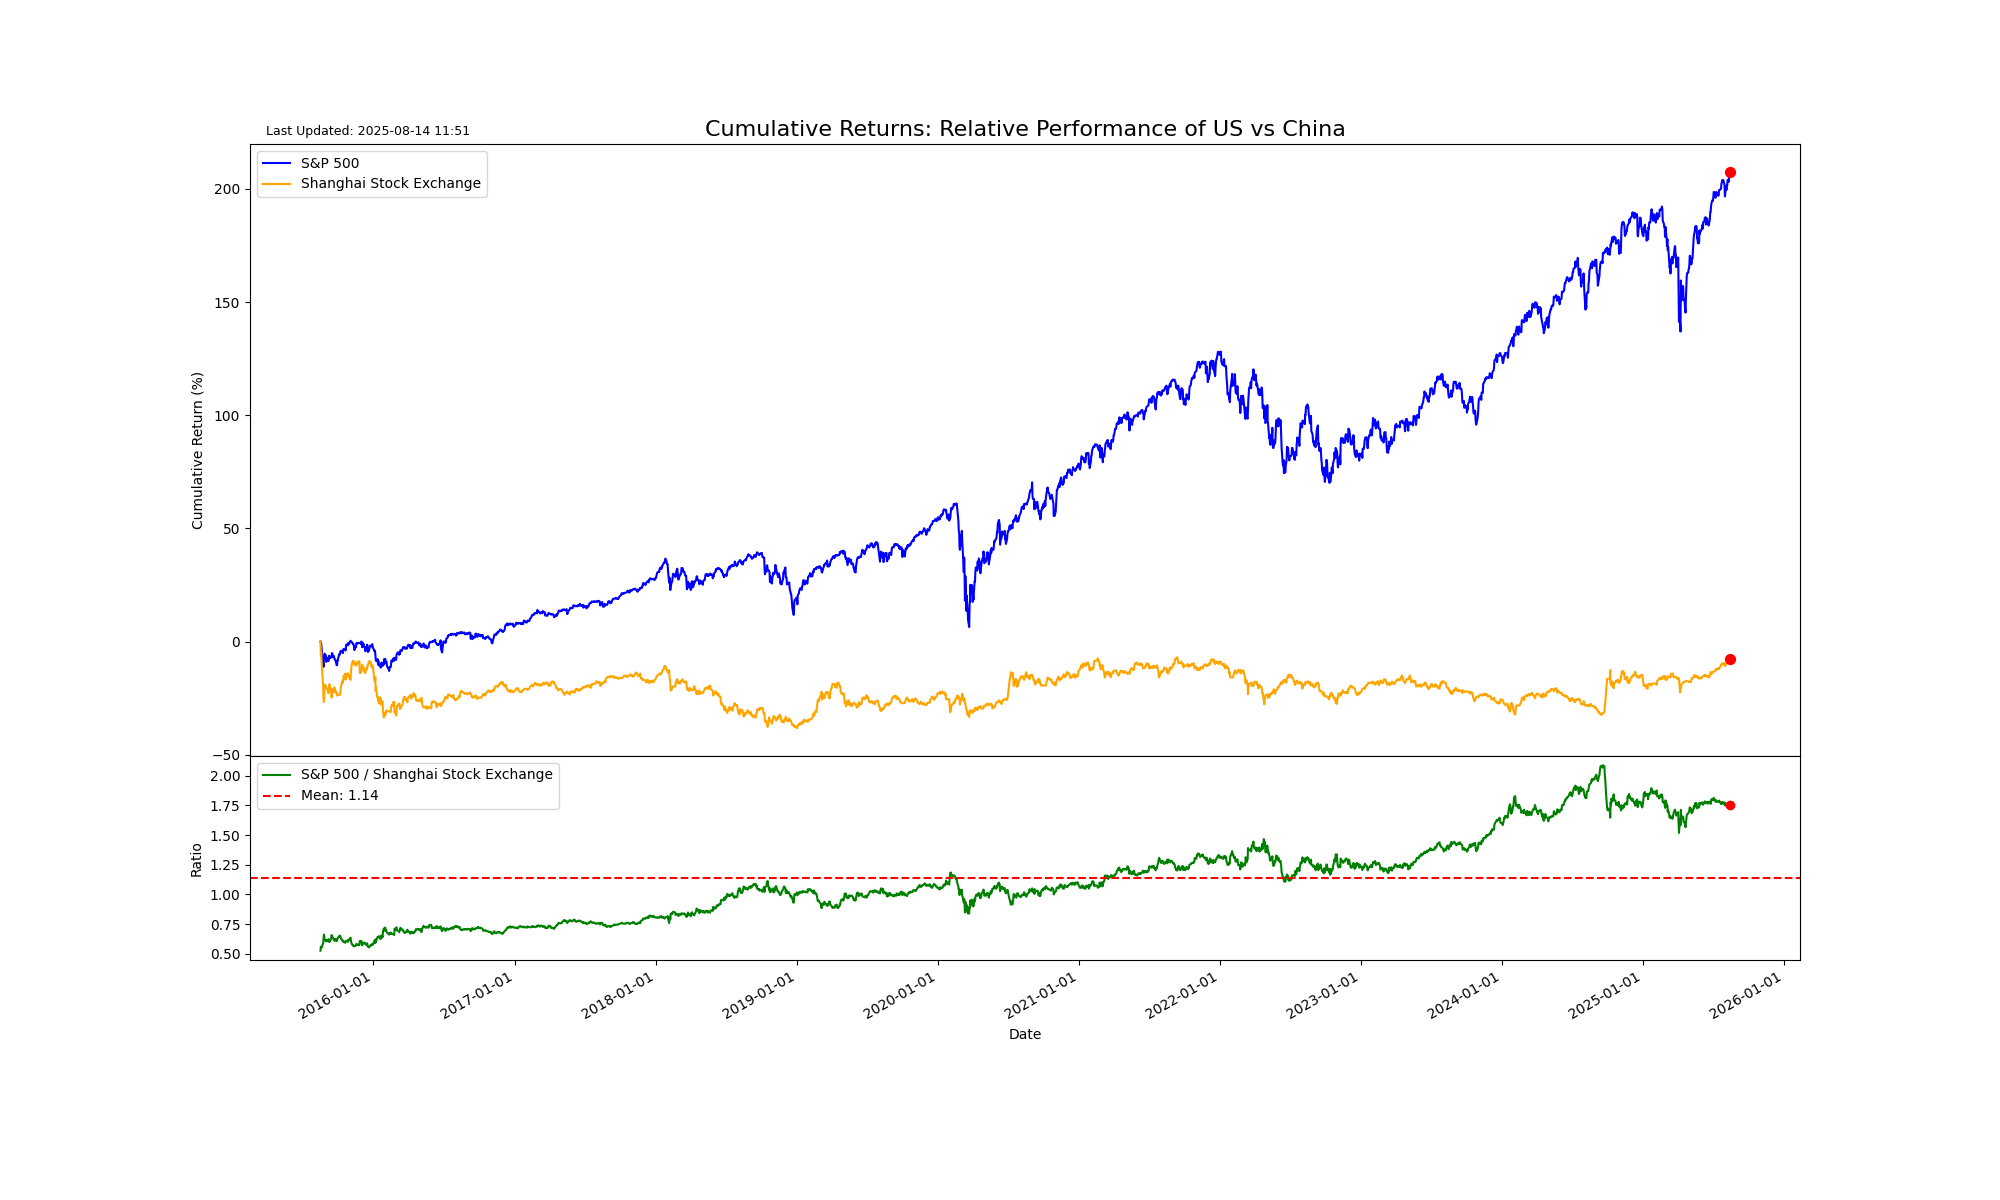 Last Updated: 2025-08-14 11:51
Cumulative Returns: Relative Performance of US vs China
S&P 500
Shanghai Stock Exchange
200
150
100
50
0
−50
Cumulative Return (%)
S&P 500 / Shanghai Stock Exchange
Mean: 1.14
2.00
1.75
1.50
1.25
1.00
0.75
0.50
Ratio
2016-01-01
2017-01-01
2018-01-01
2019-01-01
2020-01-01
2021-01-01
2022-01-01
2023-01-01
2024-01-01
2025-01-01
2026-01-01
Date